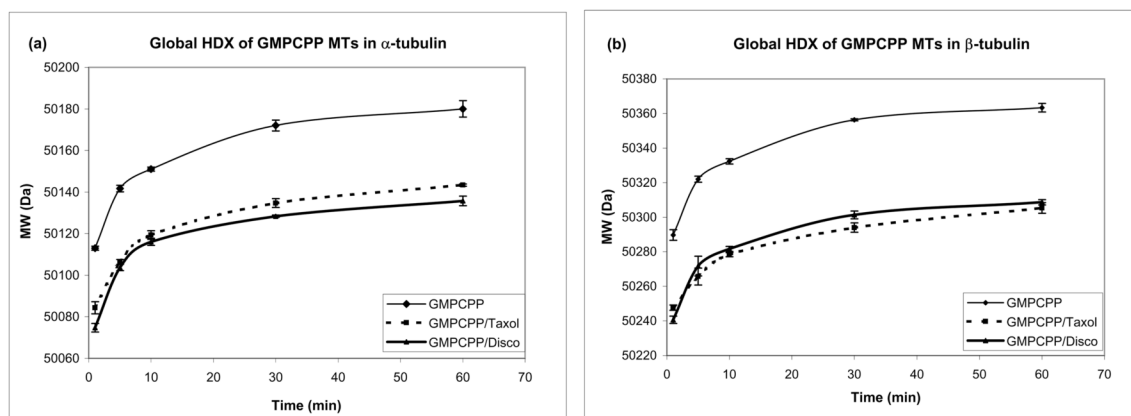 (a)
Global HDX of GMPCPP MTs in α-tubulin
50200
50180
50160
50140
50120
50100
50080
50060
MW (Da)
0 10 20 30 40 50 60 70
Time (min)
GMPCPP
GMPCPP/Taxol
GMPCPP/Disco
(b)
Global HDX of GMPCPP MTs in β-tubulin
50380
50360
50340
50320
50300
50280
50260
50240
50220
MW (Da)
0 10 20 30 40 50 60 70
Time (min)
GMPCPP
GMPCPP/Taxol
GMPCPP/Disco